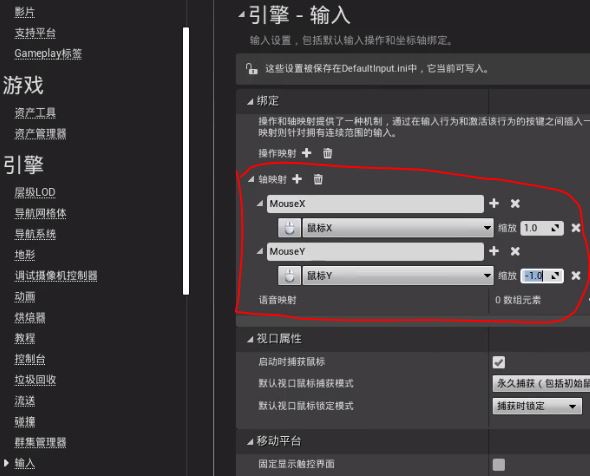 影片
支持平台
Gameplay标签
游戏
资产工具
资产管理器
引擎
层级LOD
导航网格体
导航系统
地形
调试摄像机控制器
动画
烘焙器
教程
控制台
垃圾回收
流送
碰撞
群集管理器
输入
引擎 - 输入
输入设置，包括默认输入操作和坐标轴绑定。
这些设置被保存在DefaultInput.ini中，它当前可写入。
绑定
操作和轴映射提供了一种机制，通过在输入行为和激活该行为的按键之间插入一
映射则针对拥有连续范围的输入。
操作映射
轴映射
MouseX
鼠标X 缩放 1.0
MouseY
鼠标Y 缩放 -1.0
语音映射 0 数组元素
视口属性
启动时捕获鼠标
默认视口鼠标捕获模式 永久捕获（包括初始鼠
默认视口鼠标锁定模式 捕获时锁定
移动平台
固定显示触控界面